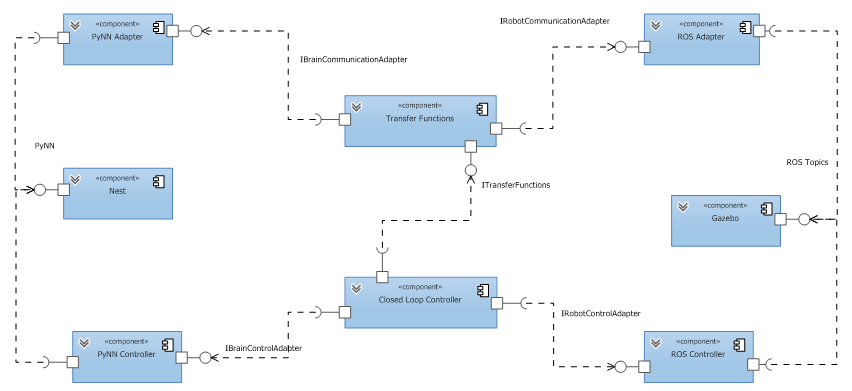 «component»
PyNN Adapter
IRobotCommunicationAdapter
«component»
ROS Adapter
IBrainCommunicationAdapter
«component»
Transfer Functions
PyNN
ROS Topics
«component»
Nest
ITransferFunctions
«component»
Gazebo
«component»
Closed Loop Controller
IRobotControlAdapter
IBrainControlAdapter
«component»
PyNN Controller
«component»
ROS Controller